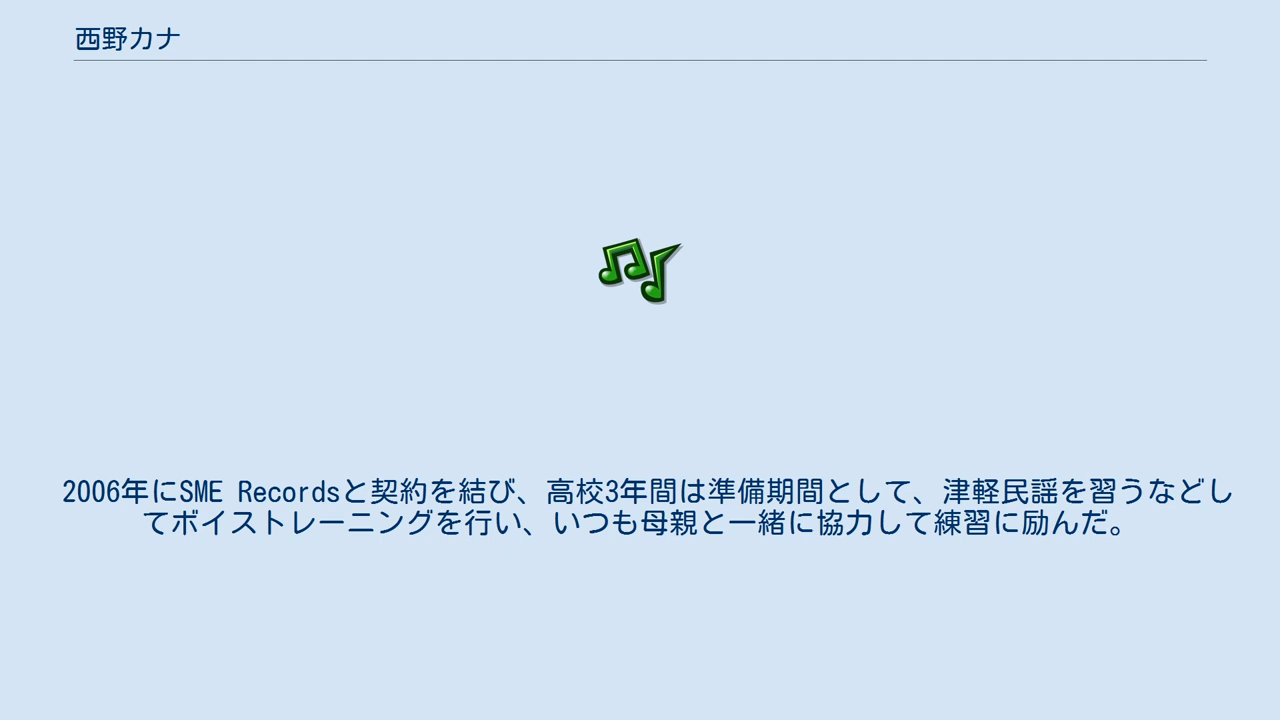 西野カナ
2006年にSME Recordsと契約を結び、高校3年間は準備期間として、津軽民謡を習うなどし
てボイストレーニングを行い、いつも母親と一緒に協力して練習に励んだ。